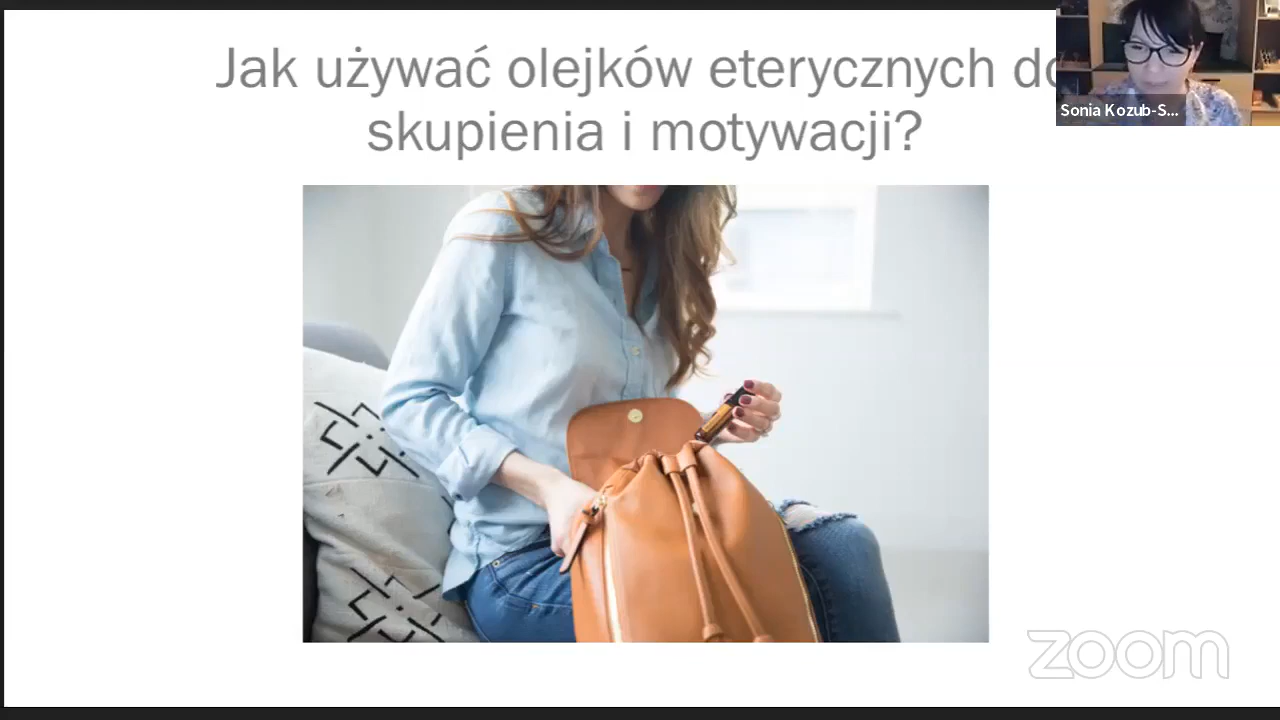 Jak używać olejków eterycznych do
skupienia i motywacji?
Sonia Kozub-S...
zoom